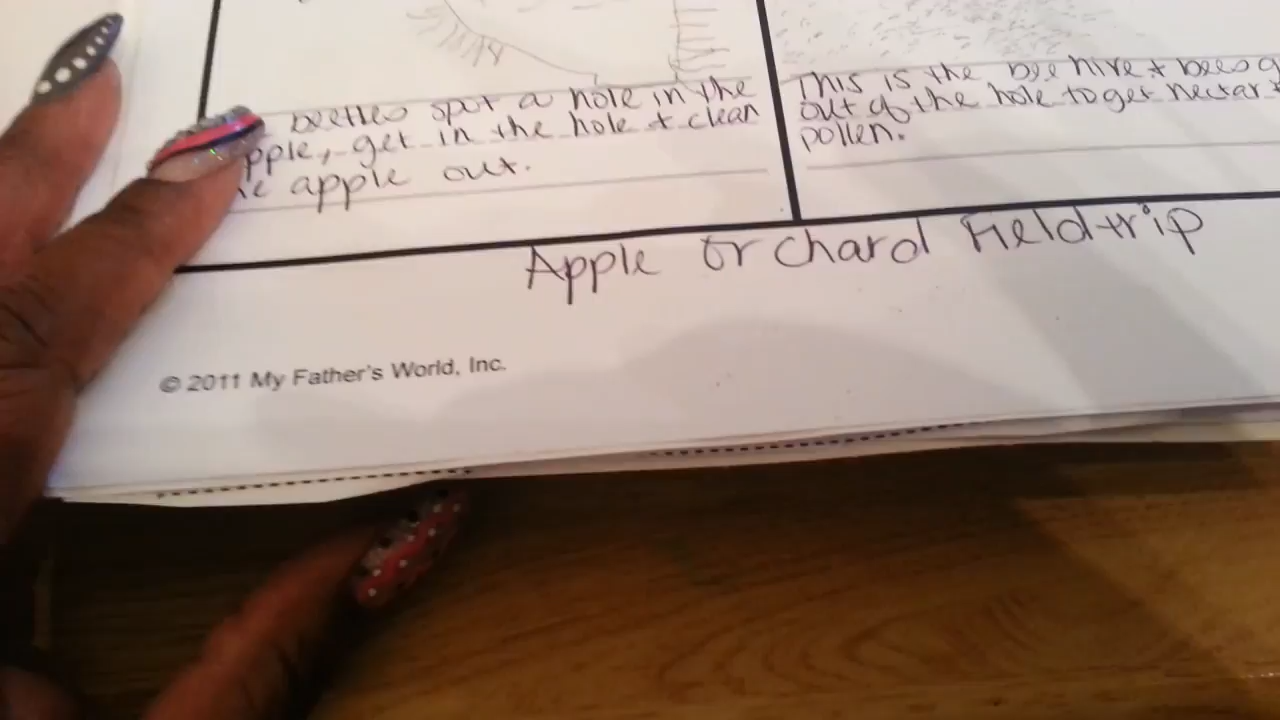 beetles spot a hole in the
pple, get in the hole & clean
apple out.
This is the bee hive & bees
out of the hole to get nectar &
pollen.
Apple Orchard Fieldtrip
© 2011 My Father's World, Inc.